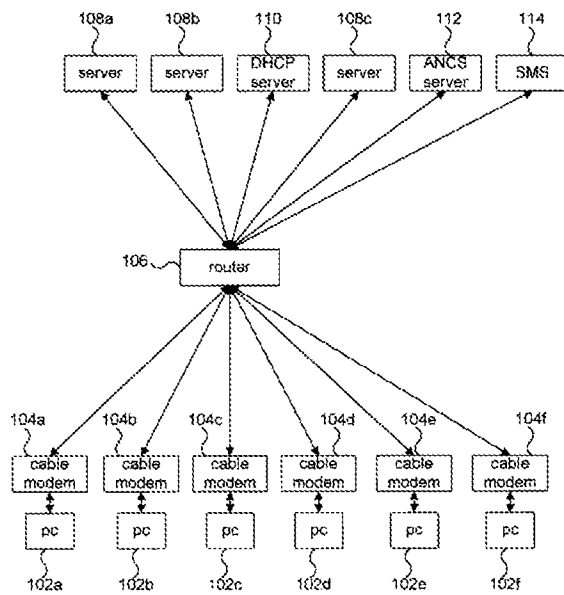 108a 108b 110 108c 112 114
server server DHCP server server ANCS server SMS
106 router
104a 104b 104c 104d 104e 104f
cable modem cable modem cable modem cable modem cable modem cable modem
pc pc pc pc pc pc
102a 102b 102c 102d 102e 102f